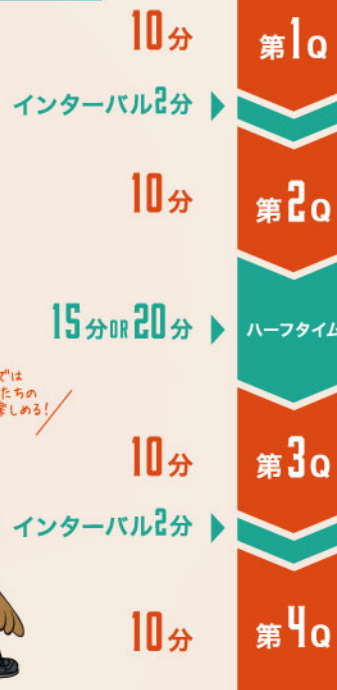 10分 第1Q
インターバル2分
10分 第2Q
15分OR20分 ハーフタイム
では
たちの
楽しめる!
10分 第3Q
インターバル2分
10分 第4Q